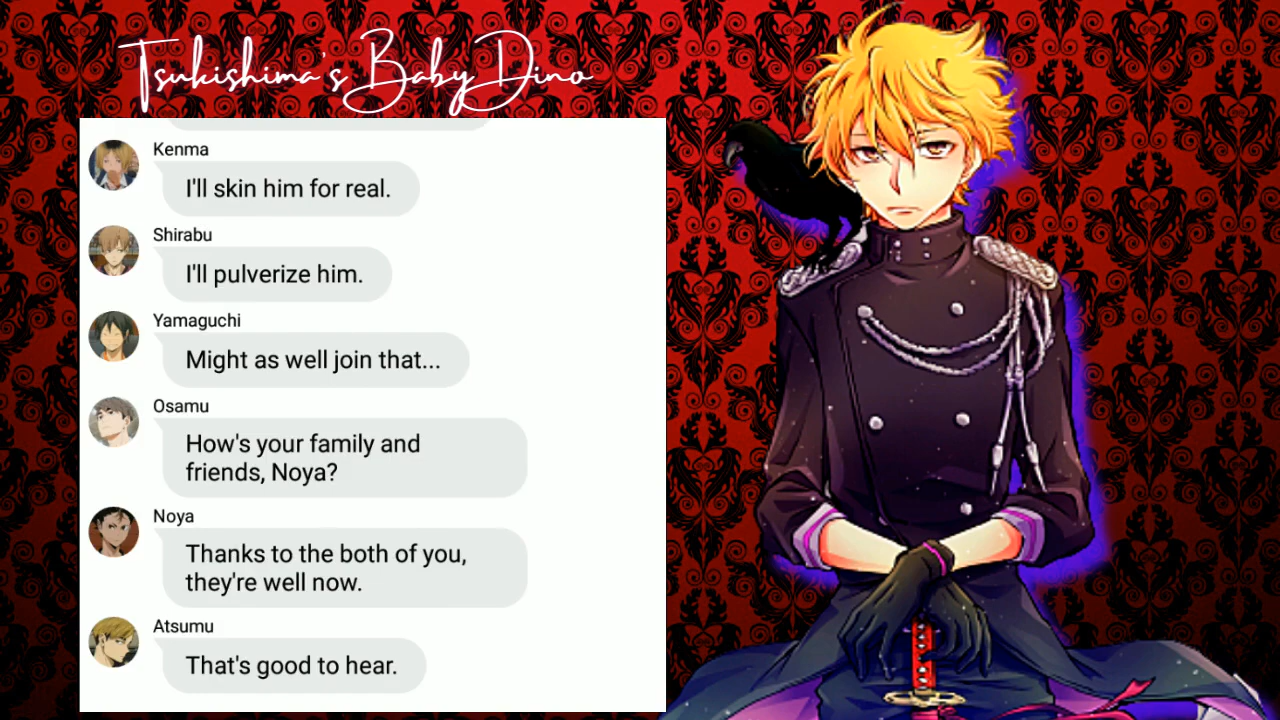 Tsukishima's Baby Dino
Kenma
I'll skin him for real.
Shirabu
I'll pulverize him.
Yamaguchi
Might as well join that...
Osamu
How's your family and
friends, Noya?
Noya
Thanks to the both of you,
they're well now.
Atsumu
That's good to hear.